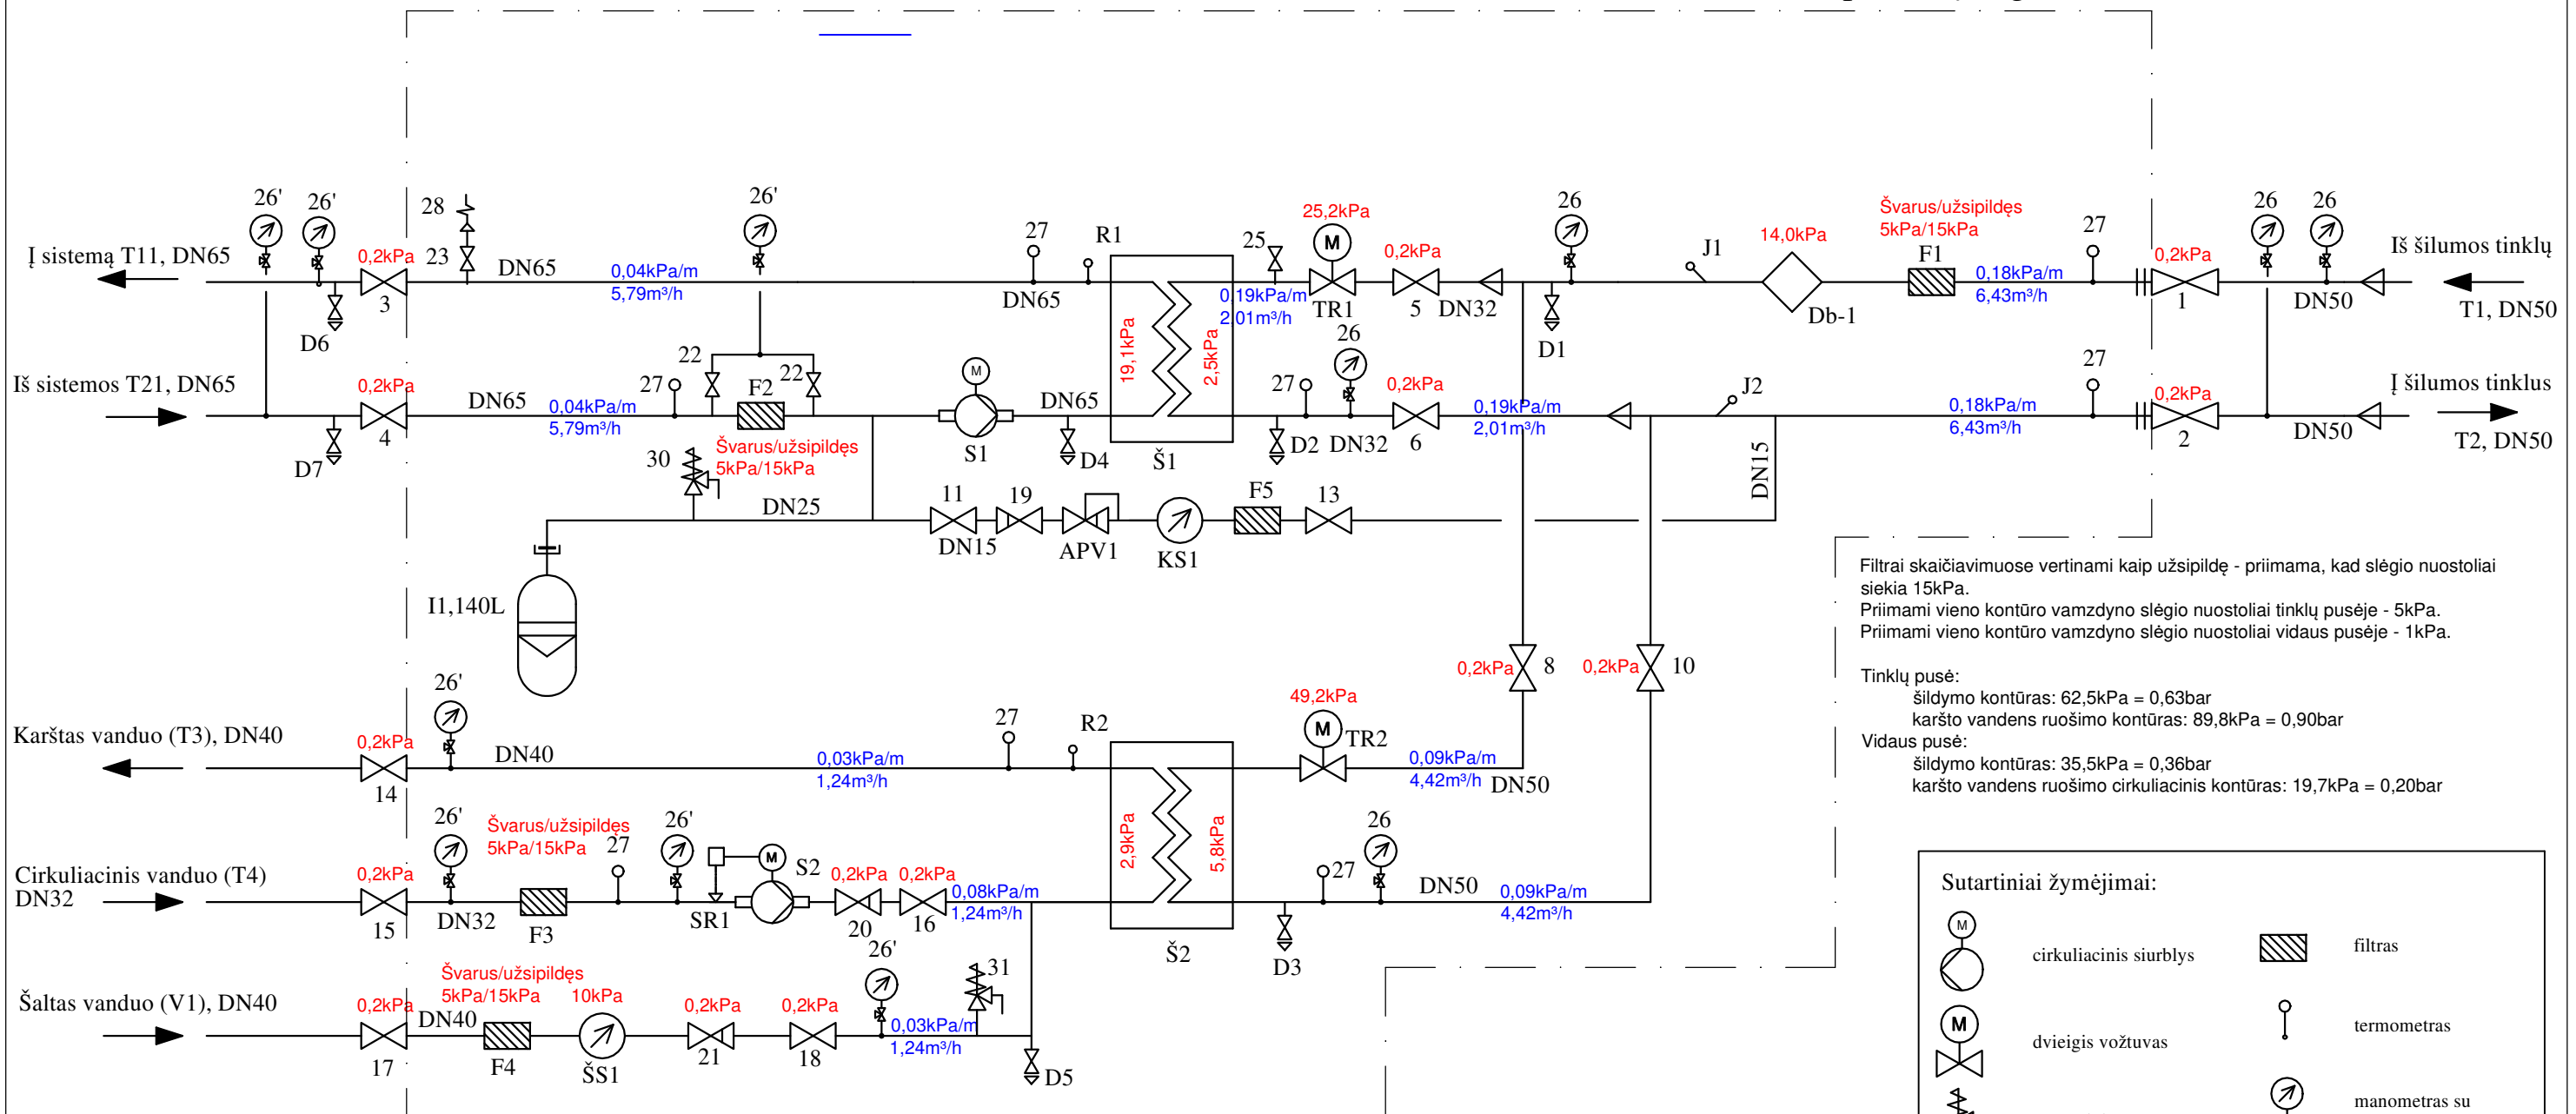 26'
26'
28
26'
27
R1
25
25,2kPa
M
26
J1
14,0kPa
Švarus/užsipildęs
5kPa/15kPa
F1
27
26
26
Į sistemą T11, DN65
0,2kPa
23
DN65
0,04kPa/m
5,79m³/h
DN65
0,19kPa/m
2,01m³/h
TR1
0,2kPa
5
DN32
Db-1
0,18kPa/m
6,43m³/h
0,2kPa
1
DN50
Iš šilumos tinklų
T1, DN50
3
D6
19,1kPa
2,5kPa
D1
26
27
Iš sistemos T21, DN65
0,2kPa
4
D7
DN65
0,04kPa/m
5,79m³/h
27
22
F2
22
Švarus/užsipildęs
5kPa/15kPa
M
S1
DN65
D4
Š1
27
D2
DN32
0,2kPa
6
0,19kPa/m
2,01m³/h
J2
DN15
0,18kPa/m
6,43m³/h
0,2kPa
2
DN50
Į šilumos tinklus
T2, DN50
30
DN25
11
DN15
19
APV1
KS1
F5
13
I1,140L
Filtrai skaičiavimuose vertinami kaip užsipildę - priimama, kad slėgio nuostoliai
siekia 15kPa.
Priimami vieno kontūro vamzdyno slėgio nuostoliai tinklų pusėje - 5kPa.
Priimami vieno kontūro vamzdyno slėgio nuostoliai vidaus pusėje - 1kPa.
Tinklų pusė:
šildymo kontūras: 62,5kPa = 0,63bar
karšto vandens ruošimo kontūras: 89,8kPa = 0,90bar
Vidaus pusė:
šildymo kontūras: 35,5kPa = 0,36bar
karšto vandens ruošimo cirkuliacinis kontūras: 19,7kPa = 0,20bar
0,2kPa
8
0,2kPa
10
Karštas vanduo (T3), DN40
0,2kPa
14
26'
DN40
0,03kPa/m
1,24m³/h
27
R2
49,2kPa
M
TR2
0,09kPa/m
4,42m³/h
DN50
2,9kPa
5,8kPa
Š2
Cirkuliacinis vanduo (T4)
DN32
0,2kPa
15
26'
DN32
Švarus/užsipildęs
5kPa/15kPa
F3
27
26'
SR1
M
S2
0,2kPa
20
0,2kPa
16
0,08kPa/m
1,24m³/h
27
26
D3
DN50
0,09kPa/m
4,42m³/h
Šaltas vanduo (V1), DN40
0,2kPa
17
DN40
Švarus/užsipildęs
5kPa/15kPa
F4
10kPa
ŠS1
0,2kPa
21
0,2kPa
18
26'
0,03kPa/m
1,24m³/h
31
D5
Sutartiniai žymėjimai:
M
cirkuliacinis siurblys
filtras
M
dvieigis vožtuvas
termometras
manometras su